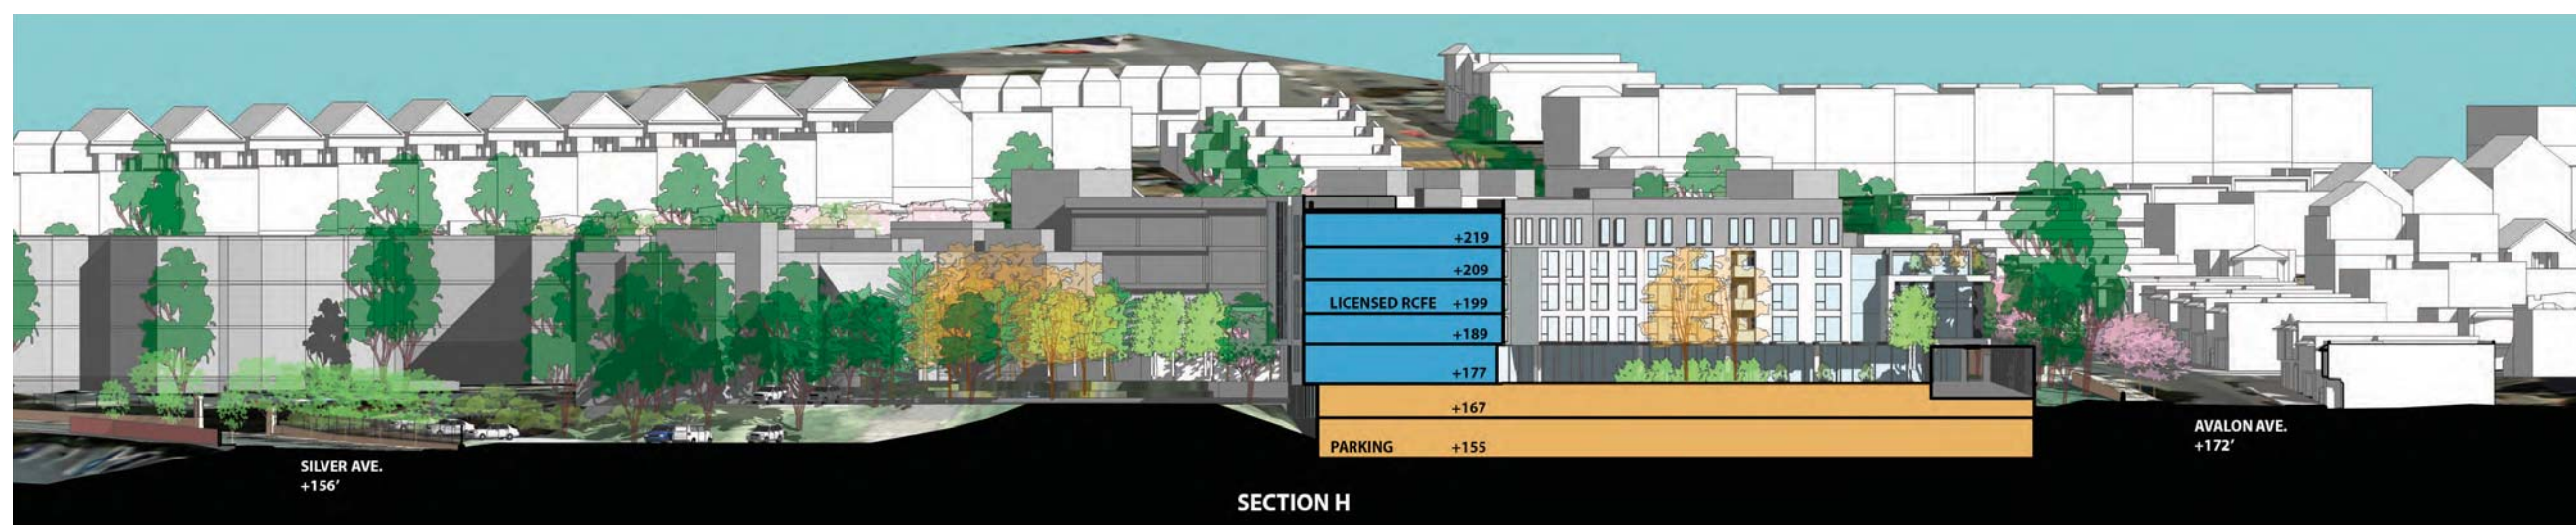 +219
+209
LICENSED RCFE +199
+189
+177
+167
PARKING +155
SILVER AVE.
+156'
AVALON AVE.
+172'
SECTION H